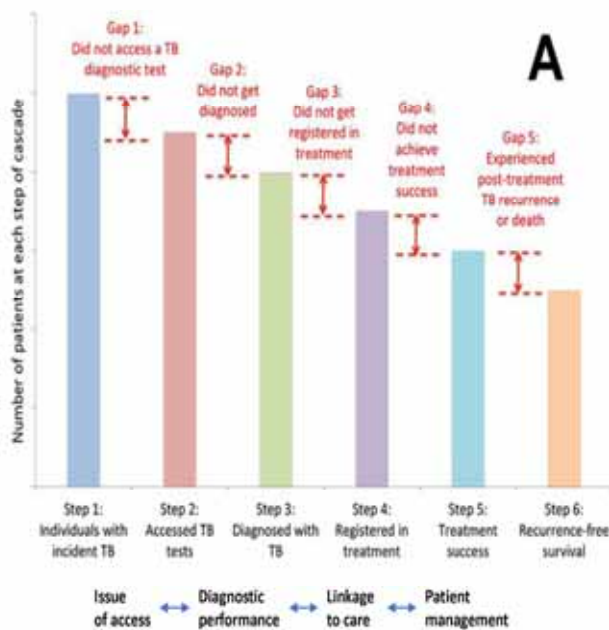 A
Gap 1:
Did not access a TB
diagnostic test
Gap 2:
Did not get
diagnosed
Gap 3:
Did not get
registered in
treatment
Gap 4:
Did not
achieve
treatment
success
Gap 5:
Experienced
post-treatment
TB recurrence
or death
Number of patients at each step of cascade
Step 1:
Individuals with
incident TB
Step 2:
Accessed TB
tests
Step 3:
Diagnosed with
TB
Step 4:
Registered in
treatment
Step 5:
Treatment
success
Step 6:
Recurrence-free
survival
Issue
of access
Diagnostic
performance
Linkage
to care
Patient
management